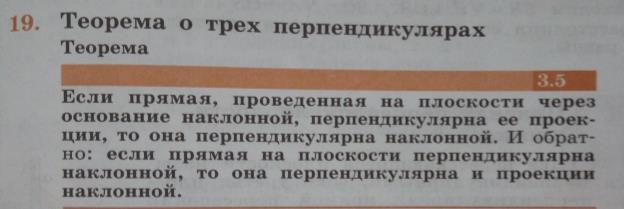 19. Теорема о трех перпендикулярах
Теорема
3.5
Если прямая, проведенная на плоскости через
основание наклонной, перпендикулярна ее проек-
ции, то она перпендикулярна наклонной. И обрат-
но: если прямая на плоскости перпендикулярна
наклонной, то она перпендикулярна и проекции
наклонной.